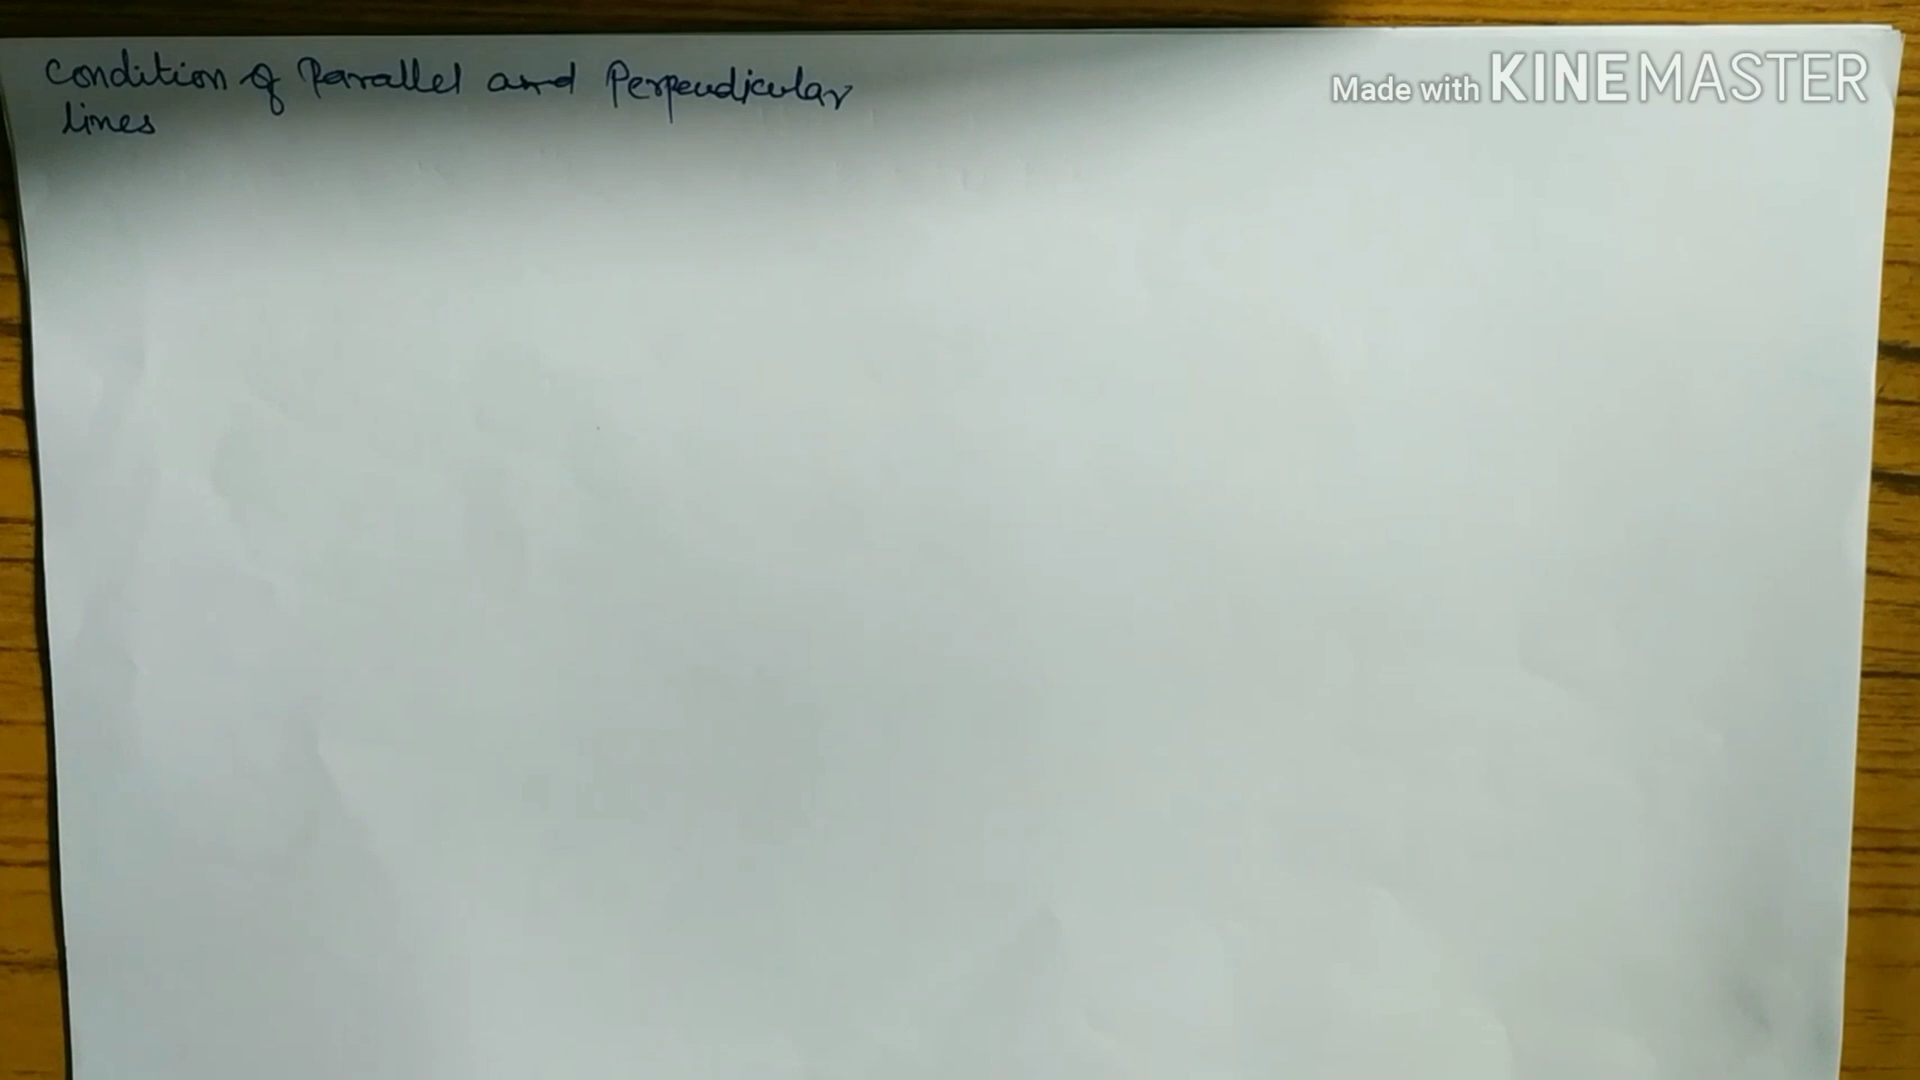 Condition of Parallel and Perpendicular
lines
Made with KINEMASTER